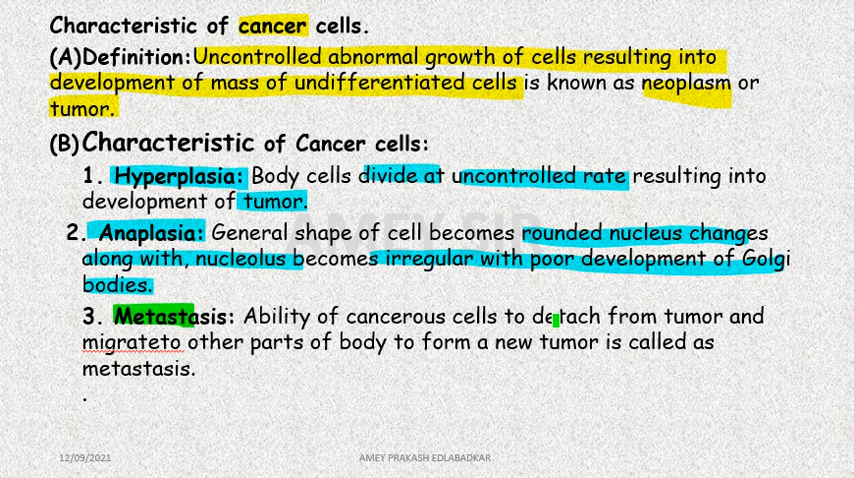 Characteristic of cancer cells.
(A)Definition:Uncontrolled abnormal growth of cells resulting into
development of mass of undifferentiated cells is known as neoplasm or
tumor.
(B)Characteristic of Cancer cells:
1. Hyperplasia: Body cells divide at uncontrolled rate resulting into
development of tumor.
2. Anaplasia: General shape of cell becomes rounded nucleus changes
along with, nucleolus becomes irregular with poor development of Golgi
bodies.
3. Metastasis: Ability of cancerous cells to detach from tumor and
migrateto other parts of body to form a new tumor is called as
metastasis.
.
AMEY SIR
12/09/2021 AMEY PRAKASH EDLABADKAR